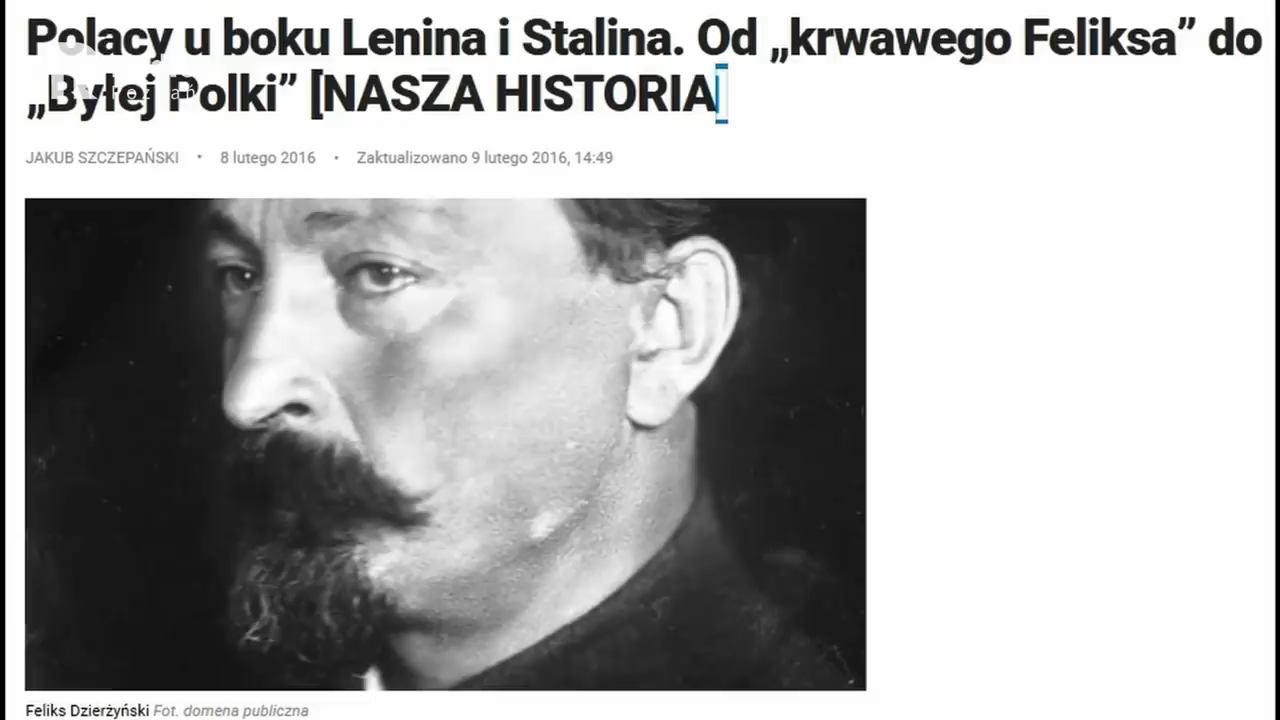 Polacy u boku Lenina i Stalina. Od „krwawego Feliksa” do
„Byłej Polki” [NASZA HISTORIA]
JAKUB SZCZEPAŃSKI • 8 lutego 2016 • Zaktualizowano 9 lutego 2016, 14:49
Feliks Dzierżyński Fot. domena publiczna